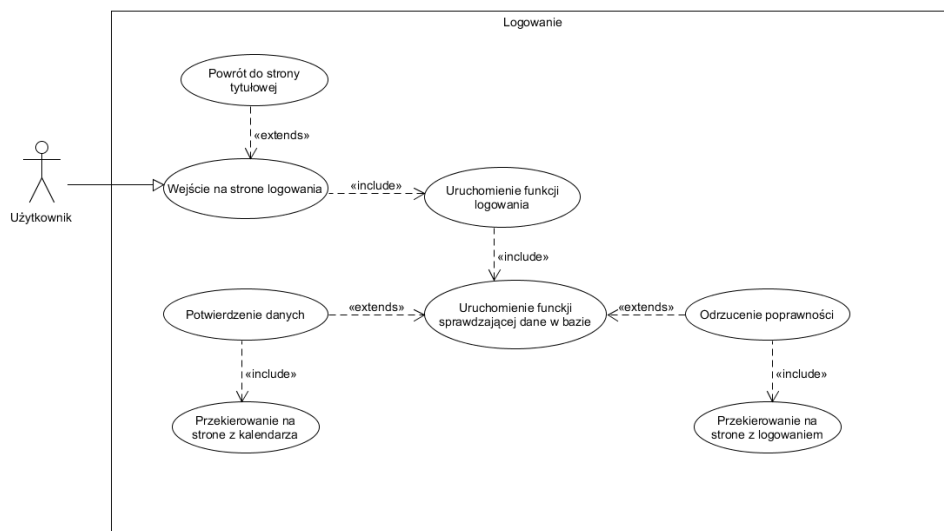 Logowanie
Powrót do strony
tytułowej
«extends»
Użytkownik
Wejście na strone logowania
«include»
Uruchomienie funkcji
logowania
«include»
Potwierdzenie danych
«extends»
Uruchomienie funckji
sprawdzającej dane w bazie
«extends»
Odrzucenie poprawności
«include»
«include»
Przekierowanie na
strone z kalendarza
Przekierowanie na
strone z logowaniem